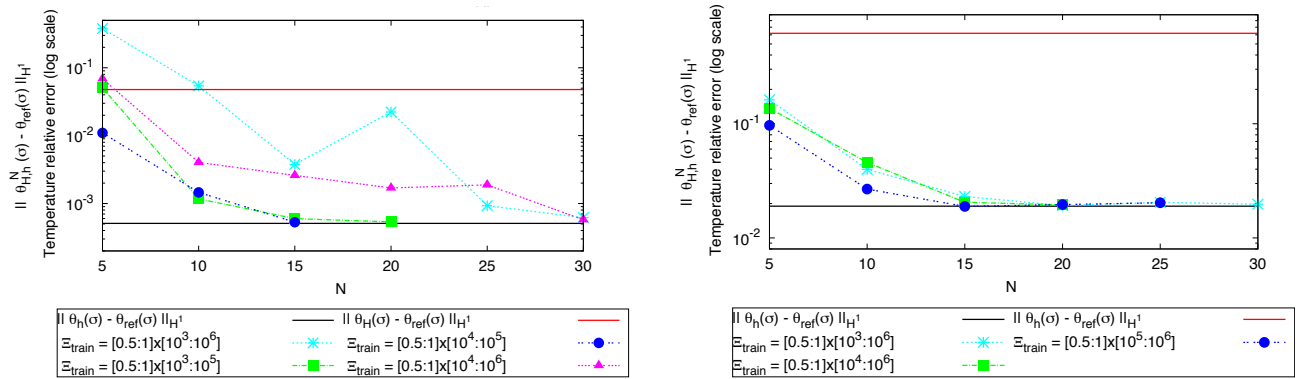 || θ_{H,h}^N (σ) - θ_ref(σ) ||_{H^1}
Temperature relative error (log scale)
10^-1
10^-2
10^-3
5 10 15 20 25 30
N
|| θ_h(σ) - θ_ref(σ) ||_{H^1}
|| θ_H(σ) - θ_ref(σ) ||_{H^1}
Ξ_train = [0.5:1]x[10^3:10^6]
Ξ_train = [0.5:1]x[10^4:10^5]
Ξ_train = [0.5:1]x[10^3:10^5]
Ξ_train = [0.5:1]x[10^4:10^6]
|| θ_{H,h}^N (σ) - θ_ref(σ) ||_{H^1}
Temperature relative error (log scale)
10^-1
10^-2
5 10 15 20 25 30
N
|| θ_h(σ) - θ_ref(σ) ||_{H^1}
|| θ_h(σ) - θ_ref(σ) ||_{H^1}
Ξ_train = [0.5:1]x[10^3:10^6]
Ξ_train = [0.5:1]x[10^5:10^6]
Ξ_train = [0.5:1]x[10^4:10^6]